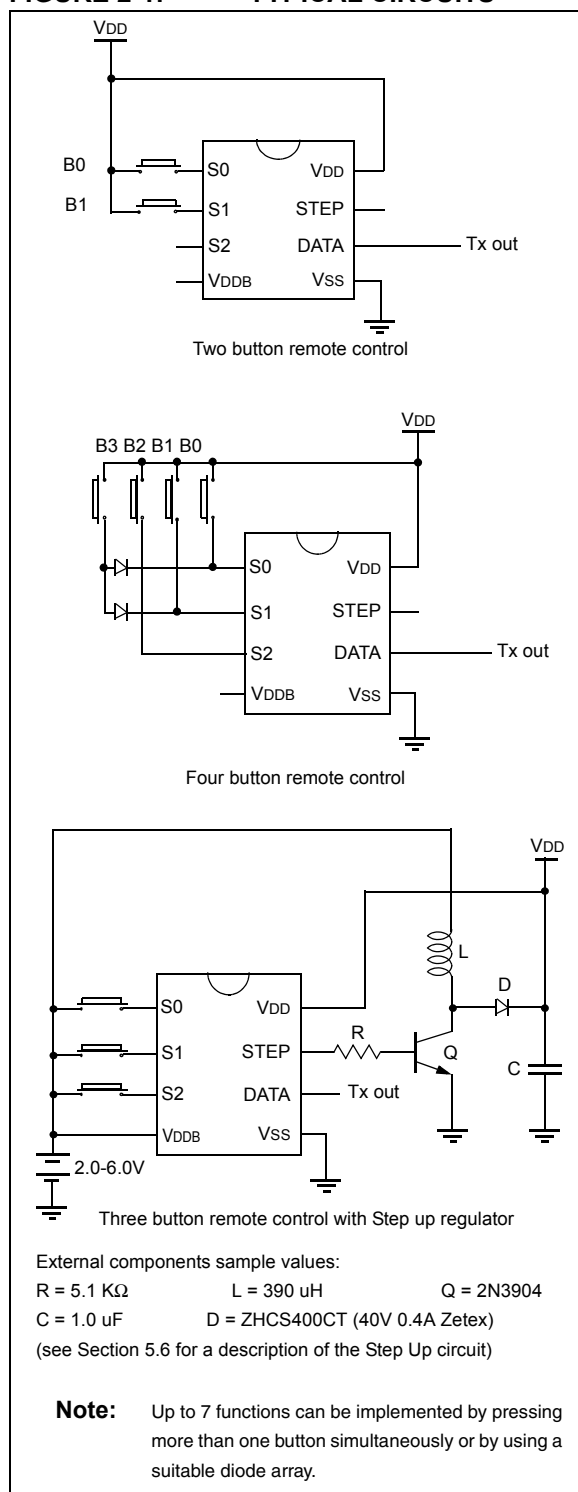 FIGURE 2-1: TYPICAL CIRCUITS
VDD
B0
S0
VDD
B1
S1
STEP
S2
DATA
Tx out
VDDB
VSS
Two button remote control
VDD
B3 B2 B1 B0
S0
VDD
S1
STEP
S2
DATA
Tx out
VDDB
VSS
Four button remote control
VDD
L
D
S0
VDD
R
S1
STEP
Q
C
S2
DATA
Tx out
VDDB
VSS
2.0-6.0V
Three button remote control with Step up regulator
External components sample values:
R = 5.1 KΩ L = 390 uH Q = 2N3904
C = 1.0 uF D = ZHCS400CT (40V 0.4A Zetex)
(see Section 5.6 for a description of the Step Up circuit)
Note: Up to 7 functions can be implemented by pressing
more than one button simultaneously or by using a
suitable diode array.